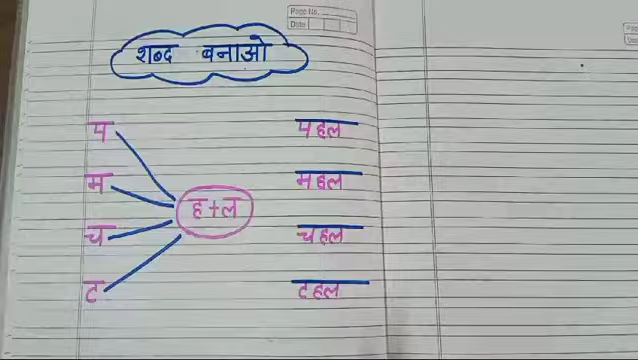 Page No.
Date
शब्द बनाओ
प पहल
म महल
ह+ल
च चहल
ट टहल